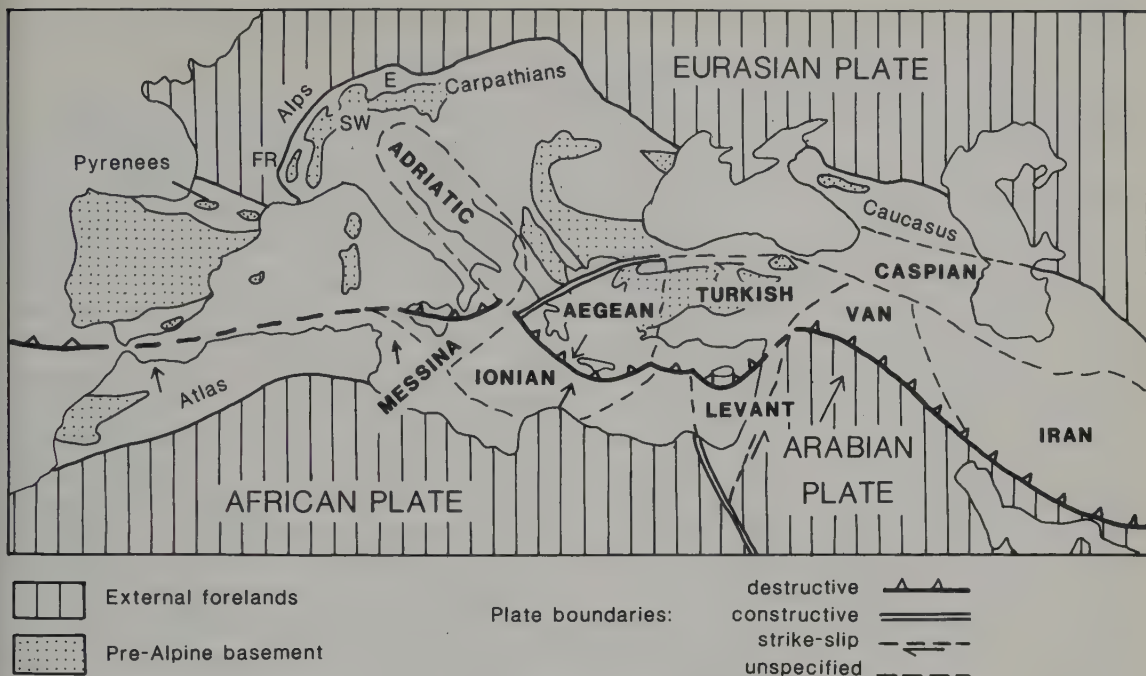 EURASIAN PLATE
Alps
E
Carpathians
SW
FR
Pyrenees
ADRIATIC
Caucasus
CASPIAN
AEGEAN
TURKISH
VAN
MESSINA
IONIAN
Atlas
LEVANT
IRAN
ARABIAN
PLATE
AFRICAN PLATE
External forelands
Pre-Alpine basement
Plate boundaries:
destructive
constructive
strike-slip
unspecified